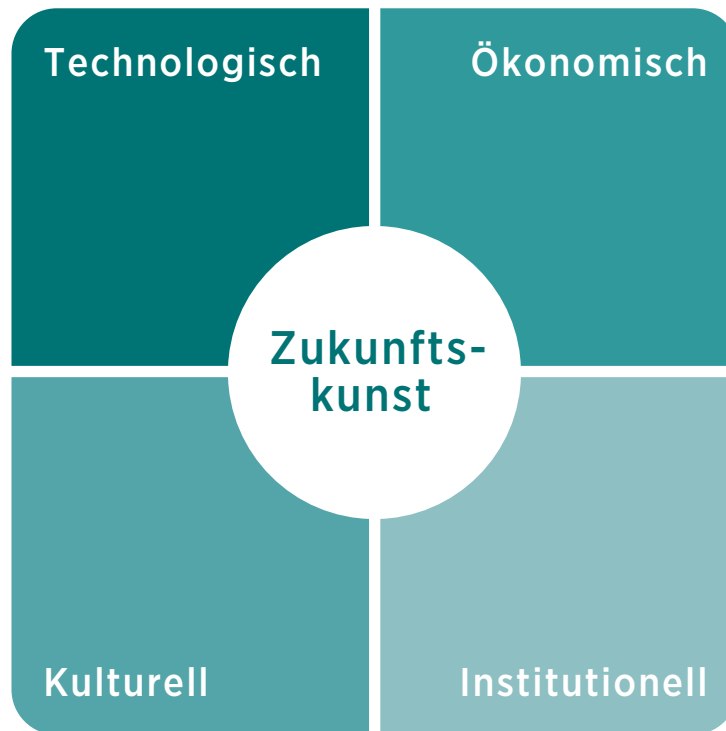 Technologisch
Ökonomisch
Zukunfts-
kunst
Kulturell
Institutionell